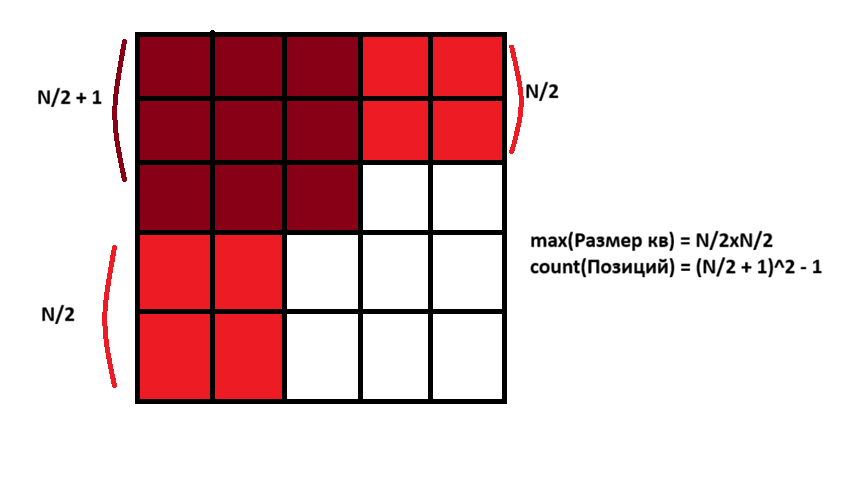 N/2 + 1
N/2
max(Размер кв) = N/2xN/2
count(Позиций) = (N/2 + 1)^2 - 1
N/2